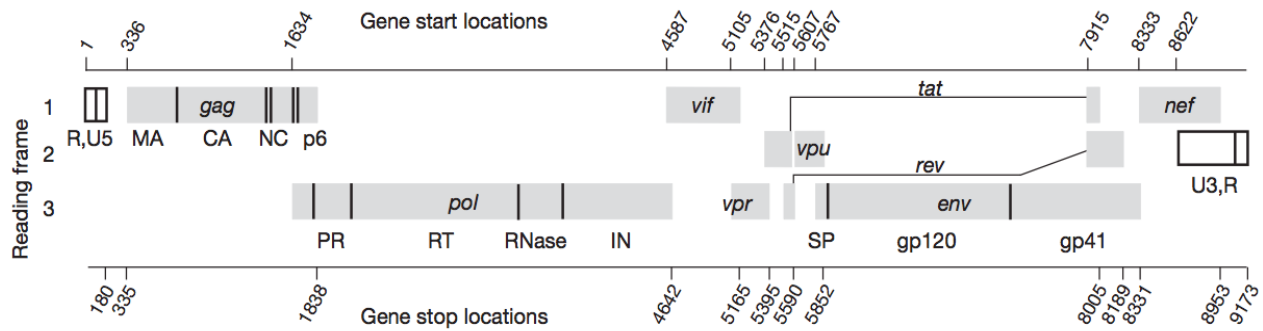 Gene start locations
1 336 1634 4587 5105 5376 5515 5607 5767 7915 8333 8622
Reading frame
1 gag vif tat nef
R,U5 MA CA NC p6
2 vpu
rev
U3,R
3 pol vpr env
PR RT RNase IN SP gp120 gp41
180 335 1838 4642 5165 5395 5590 5852 8005 8189 8331 8953 9173
Gene stop locations